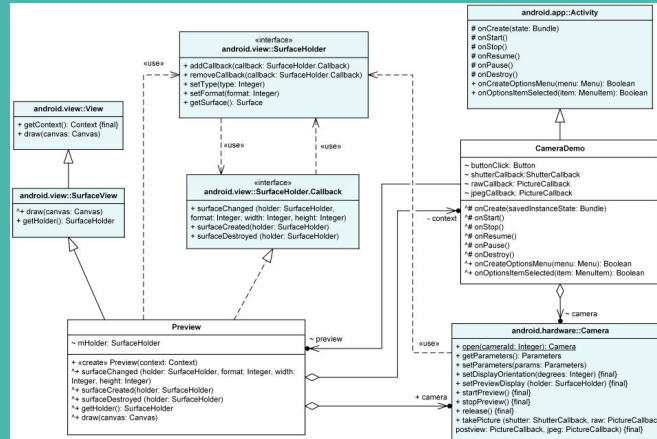 android.app::Activity
# onCreate(state: Bundle)
# onStart()
# onStop()
# onResume()
# onPause()
# onDestroy()
+ onCreateOptionsMenu(menu: Menu): Boolean
+ onOptionsItemSelected(item: MenuItem): Boolean
«interface»
android.view::SurfaceHolder
+ addCallback(callback: SurfaceHolder.Callback)
+ removeCallback(callback: SurfaceHolder.Callback)
+ setType(type: Integer)
+ setFormat(format: Integer)
+ getSurface(): Surface
«use»
android.view::View
+ getContext(): Context {final}
+ draw(canvas: Canvas)
«use»
«use»
CameraDemo
~ buttonClick: Button
~ shutterCallback:ShutterCallback
~ rawCallback: PictureCallback
~ jpegCallback: PictureCallback
^# onCreate(savedInstanceState: Bundle)
^# onStart()
^# onStop()
^# onResume()
^# onPause()
^# onDestroy()
^+ onCreateOptionsMenu(menu: Menu): Boolean
^+ onOptionsItemSelected(item: MenuItem): Boolean
«interface»
android.view::SurfaceHolder.Callback
+ surfaceChanged (holder: SurfaceHolder,
format: Integer, width: Integer, height: Integer)
+ surfaceCreated(holder: SurfaceHolder)
+ surfaceDestroyed (holder: SurfaceHolder)
android.view::SurfaceView
^+ draw(canvas: Canvas)
+ getHolder(): SurfaceHolder
- context
Preview
~ mHolder: SurfaceHolder
+ «create» Preview(context: Context)
^+ surfaceChanged (holder: SurfaceHolder, format: Integer, width:
Integer, height: Integer)
^+ surfaceCreated(holder: SurfaceHolder)
^+ surfaceDestroyed (holder: SurfaceHolder)
^+ getHolder(): SurfaceHolder
^+ draw(canvas: Canvas)
~ preview
~ camera
«use»
+ camera
android.hardware::Camera
+ open(cameraId: Integer): Camera
+ getParameters(): Parameters
+ setParameters(params: Parameters)
+ setDisplayOrientation(degrees: Integer) {final}
+ setPreviewDisplay (holder: SurfaceHolder) {final}
+ startPreview() {final}
+ stopPreview() {final}
+ release() {final}
+ takePicture (shutter: ShutterCallback, raw: PictureCallback,
postview: PictureCallback, jpeg: PictureCallback) {final}